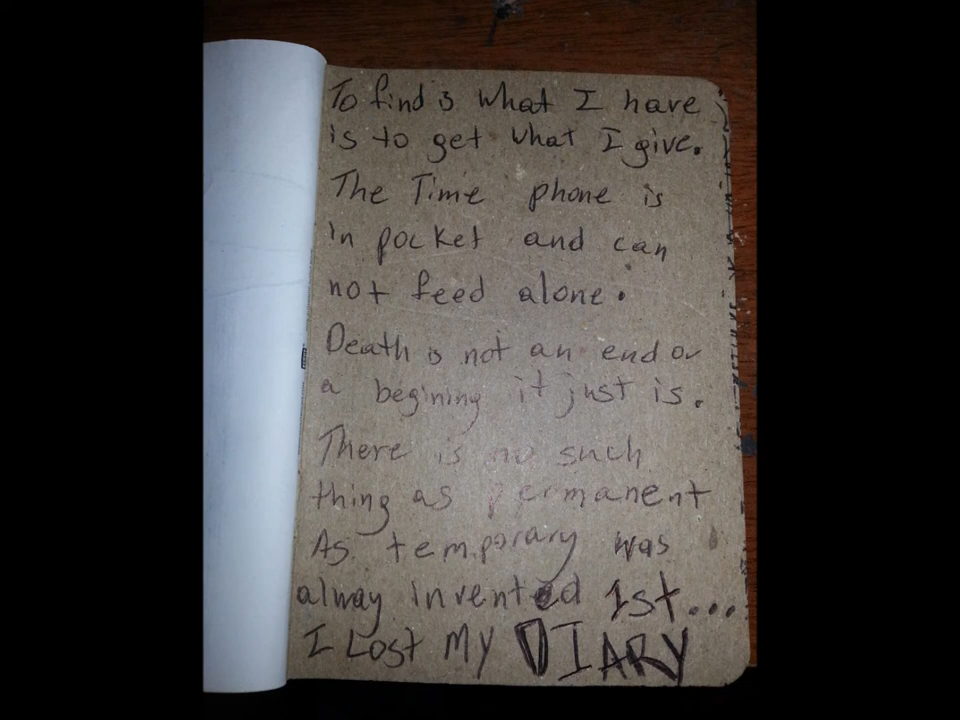 To find is what I have
is to get what I give.
The Time phone is
in pocket and can
not feed alone.
Death is not an end or
a begining it just is.
There is no such
thing as permanent
As temporary was
alway invented 1st...
I Lost My DIARY